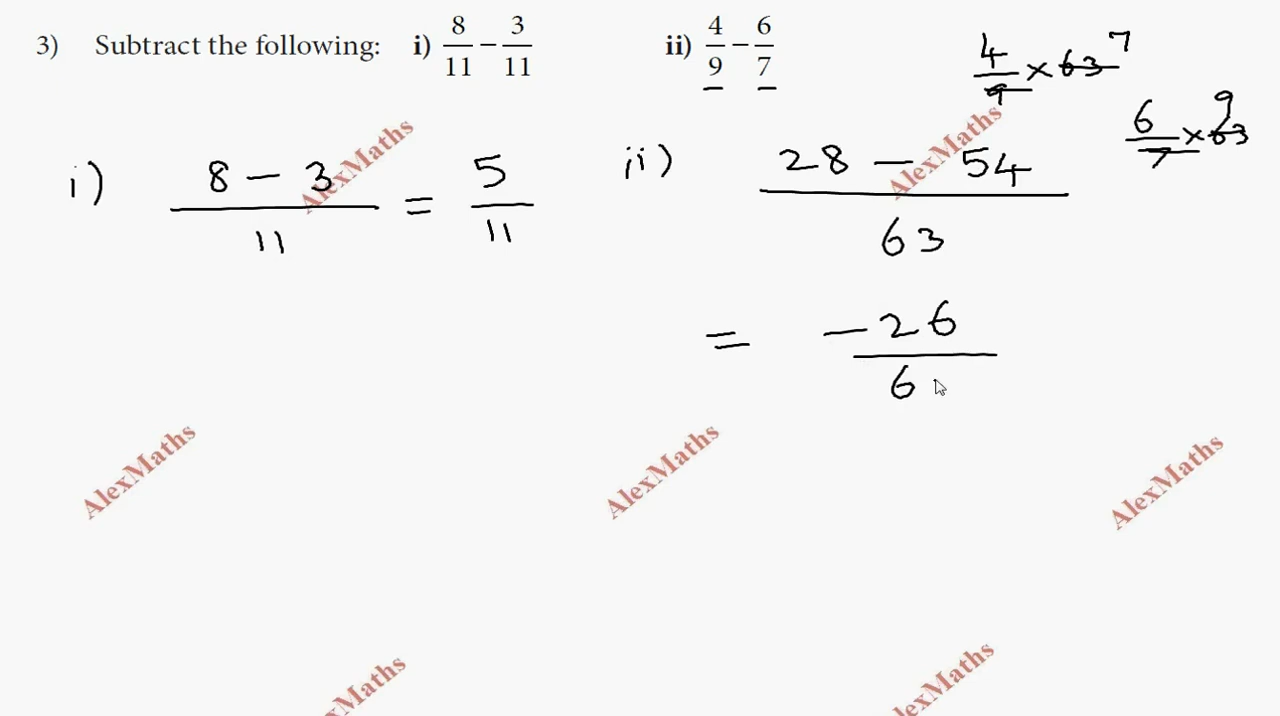 3) Subtract the following: i) 8/11 − 3/11 ii) 4/9 − 6/7
4/9 × 63 7
6/7 × 63 9
i) 8 − 3 / 11 = 5/11
ii) 28 − 54 / 63
= −26 / 6
AlexMaths
AlexMaths
AlexMaths
AlexMaths
AlexMaths
AlexMaths
AlexMaths